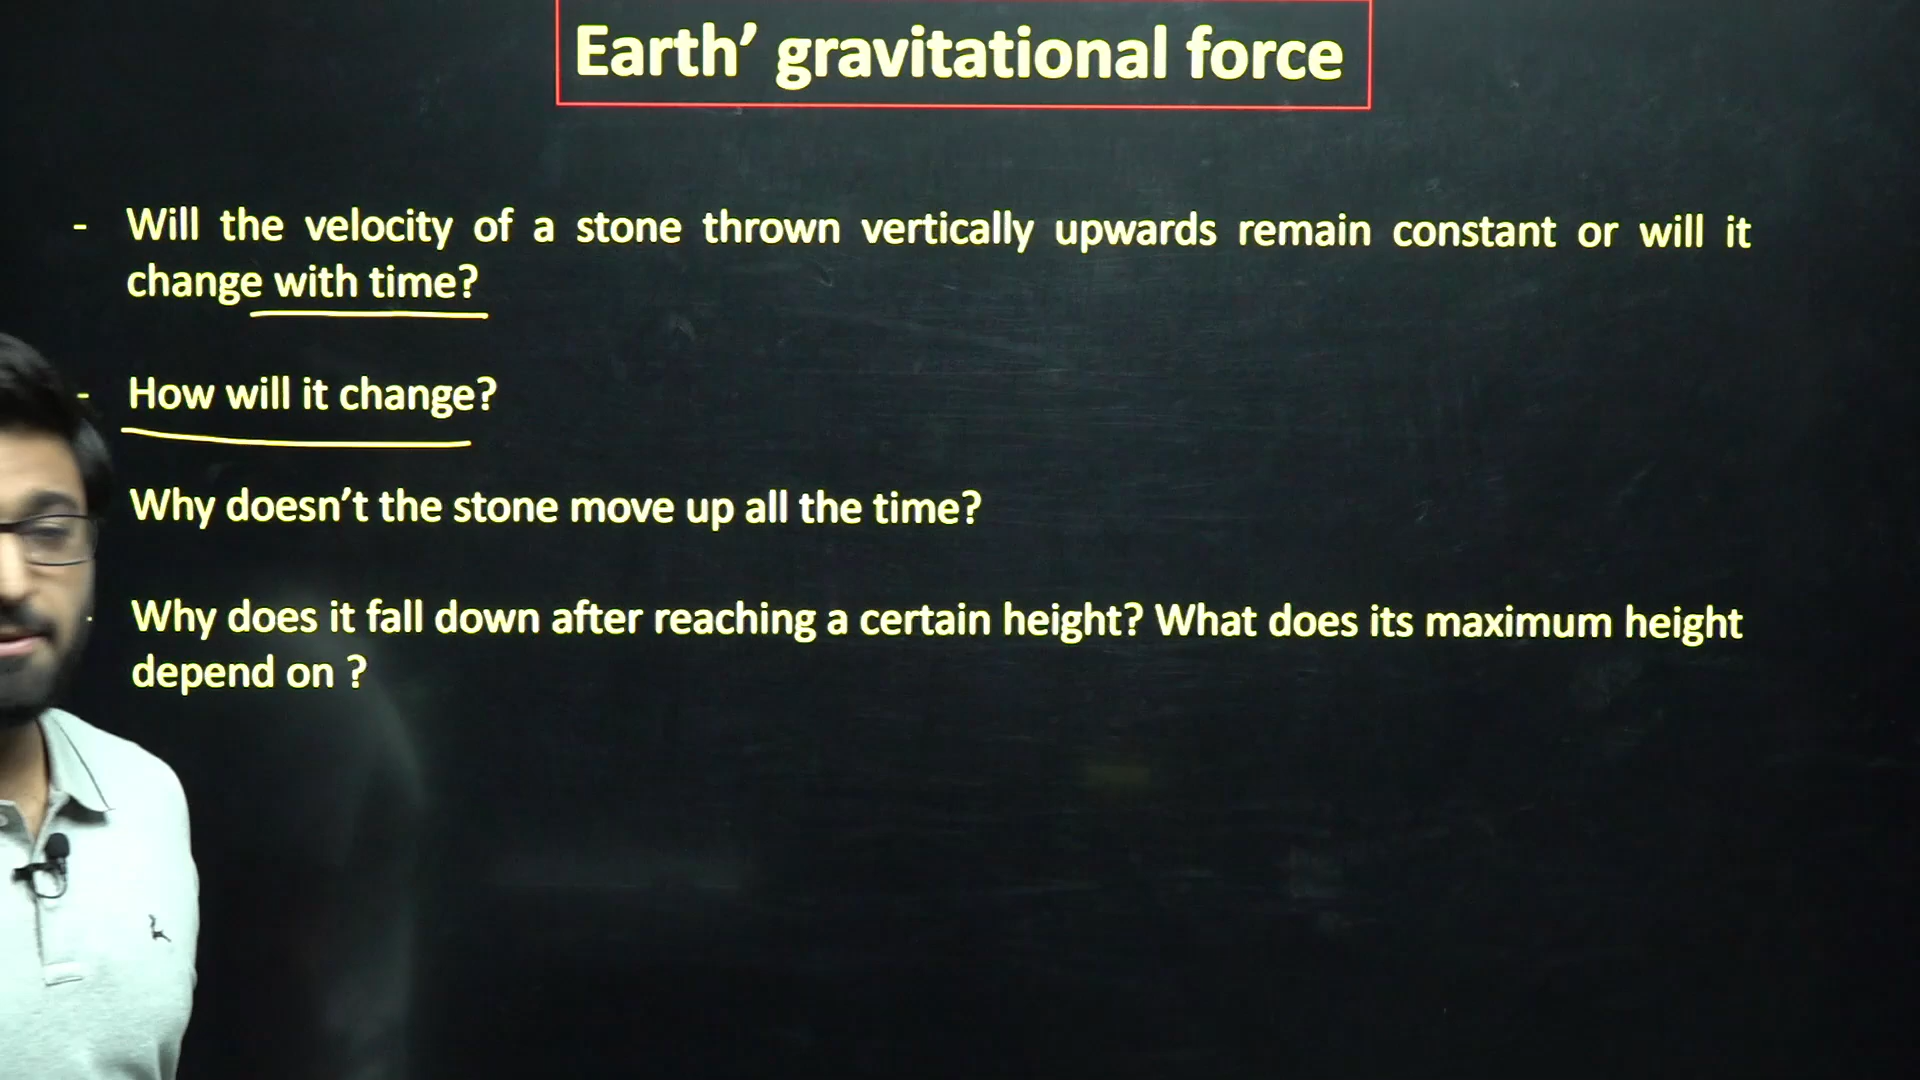 Earth’ gravitational force
- Will the velocity of a stone thrown vertically upwards remain constant or will it
change with time?
- How will it change?
Why doesn’t the stone move up all the time?
Why does it fall down after reaching a certain height? What does its maximum height
depend on ?